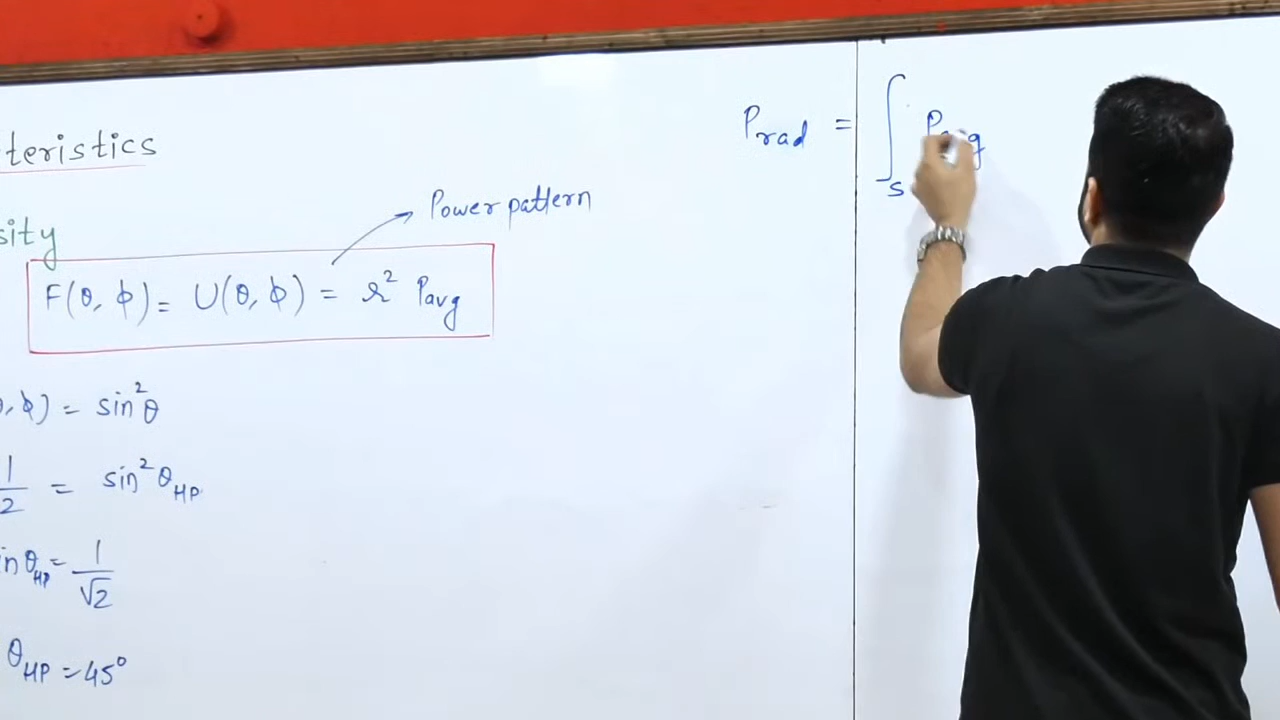 teristics
sity
Power pattern
F(θ, ϕ) = U(θ, ϕ) = r² Pavg
θ, ϕ) = sin²θ
1/2 = sin²θHP
in θHP = 1/√2
θHP = 45°
Prad = ∫S Pavg